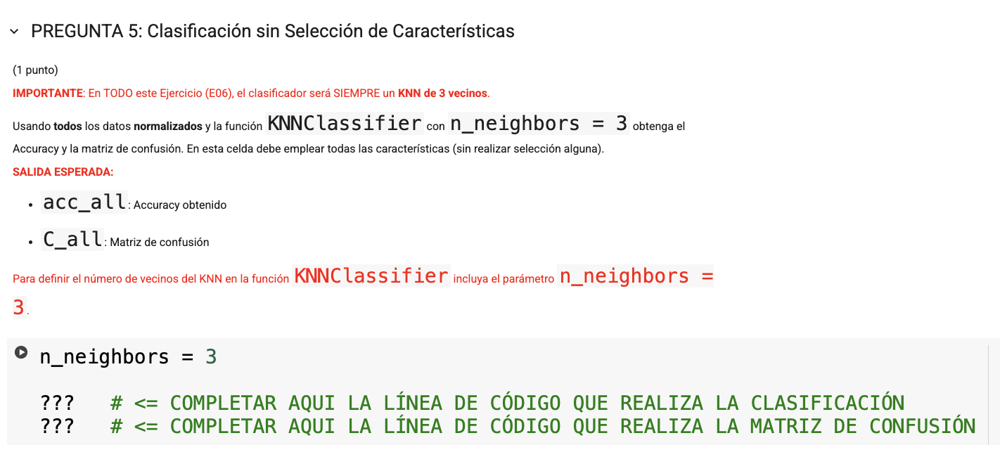 PREGUNTA 5: Clasificación sin Selección de Características
(1 punto)
IMPORTANTE: En TODO este Ejercicio (E06), el clasificador será SIEMPRE un KNN de 3 vecinos.
Usando todos los datos normalizados y la función KNNClassifier con n_neighbors = 3 obtenga el
Accuracy y la matriz de confusión. En esta celda debe emplear todas las características (sin realizar selección alguna).
SALIDA ESPERADA:
• acc_all: Accuracy obtenido
• C_all: Matriz de confusión
Para definir el número de vecinos del KNN en la función KNNClassifier incluya el parámetro n_neighbors =
3.
n_neighbors = 3
??? # <= COMPLETAR AQUI LA LÍNEA DE CÓDIGO QUE REALIZA LA CLASIFICACIÓN
??? # <= COMPLETAR AQUI LA LÍNEA DE CÓDIGO QUE REALIZA LA MATRIZ DE CONFUSIÓN